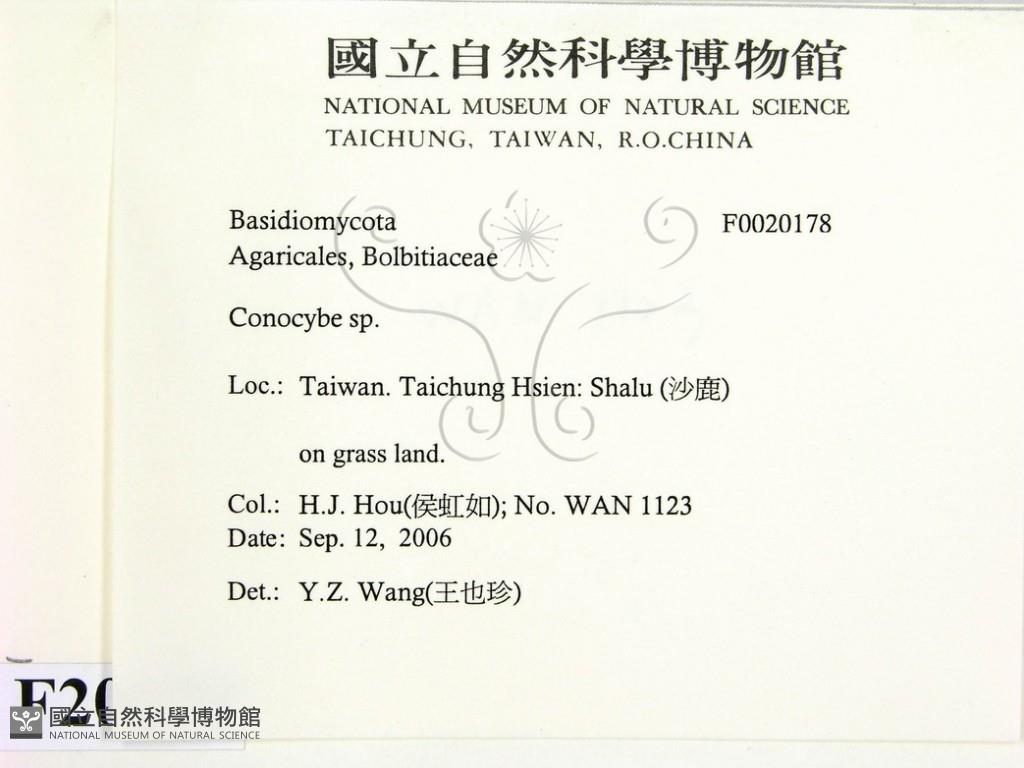 國立自然科學博物館
NATIONAL MUSEUM OF NATURAL SCIENCE
TAICHUNG, TAIWAN, R.O.CHINA
Basidiomycota F0020178
Agaricales, Bolbitiaceae
Conocybe sp.
Loc.: Taiwan. Taichung Hsien: Shalu (沙鹿)
on grass land.
Col.: H.J. Hou(侯虹如); No. WAN 1123
Date: Sep. 12, 2006
Det.: Y.Z. Wang(王也珍)
F20
國立自然科學博物館
NATIONAL MUSEUM OF NATURAL SCIENCE